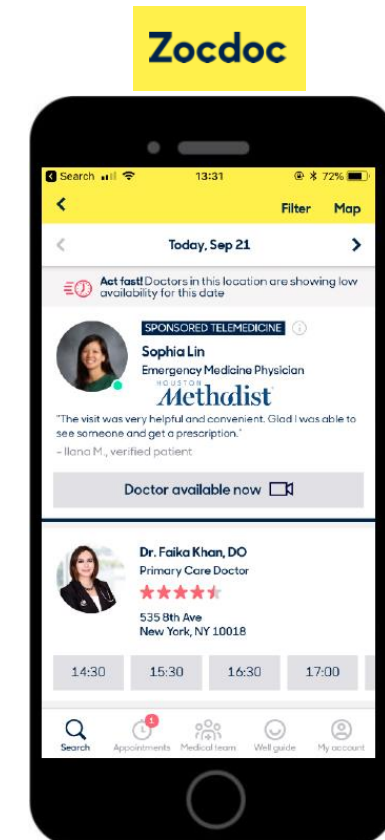 Zocdoc
Search 13:31 72%
Filter Map
Today, Sep 21
Act fast! Doctors in this location are showing low
availability for this date
SPONSORED TELEMEDICINE
Sophia Lin
Emergency Medicine Physician
HOUSTON
Methodist
"The visit was very helpful and convenient. Glad I was able to
see someone and get a prescription."
- Ilana M., verified patient
Doctor available now
Dr. Faika Khan, DO
Primary Care Doctor
535 8th Ave
New York, NY 10018
14:30 15:30 16:30 17:00
1
Search Appointments Medical team Well guide My account